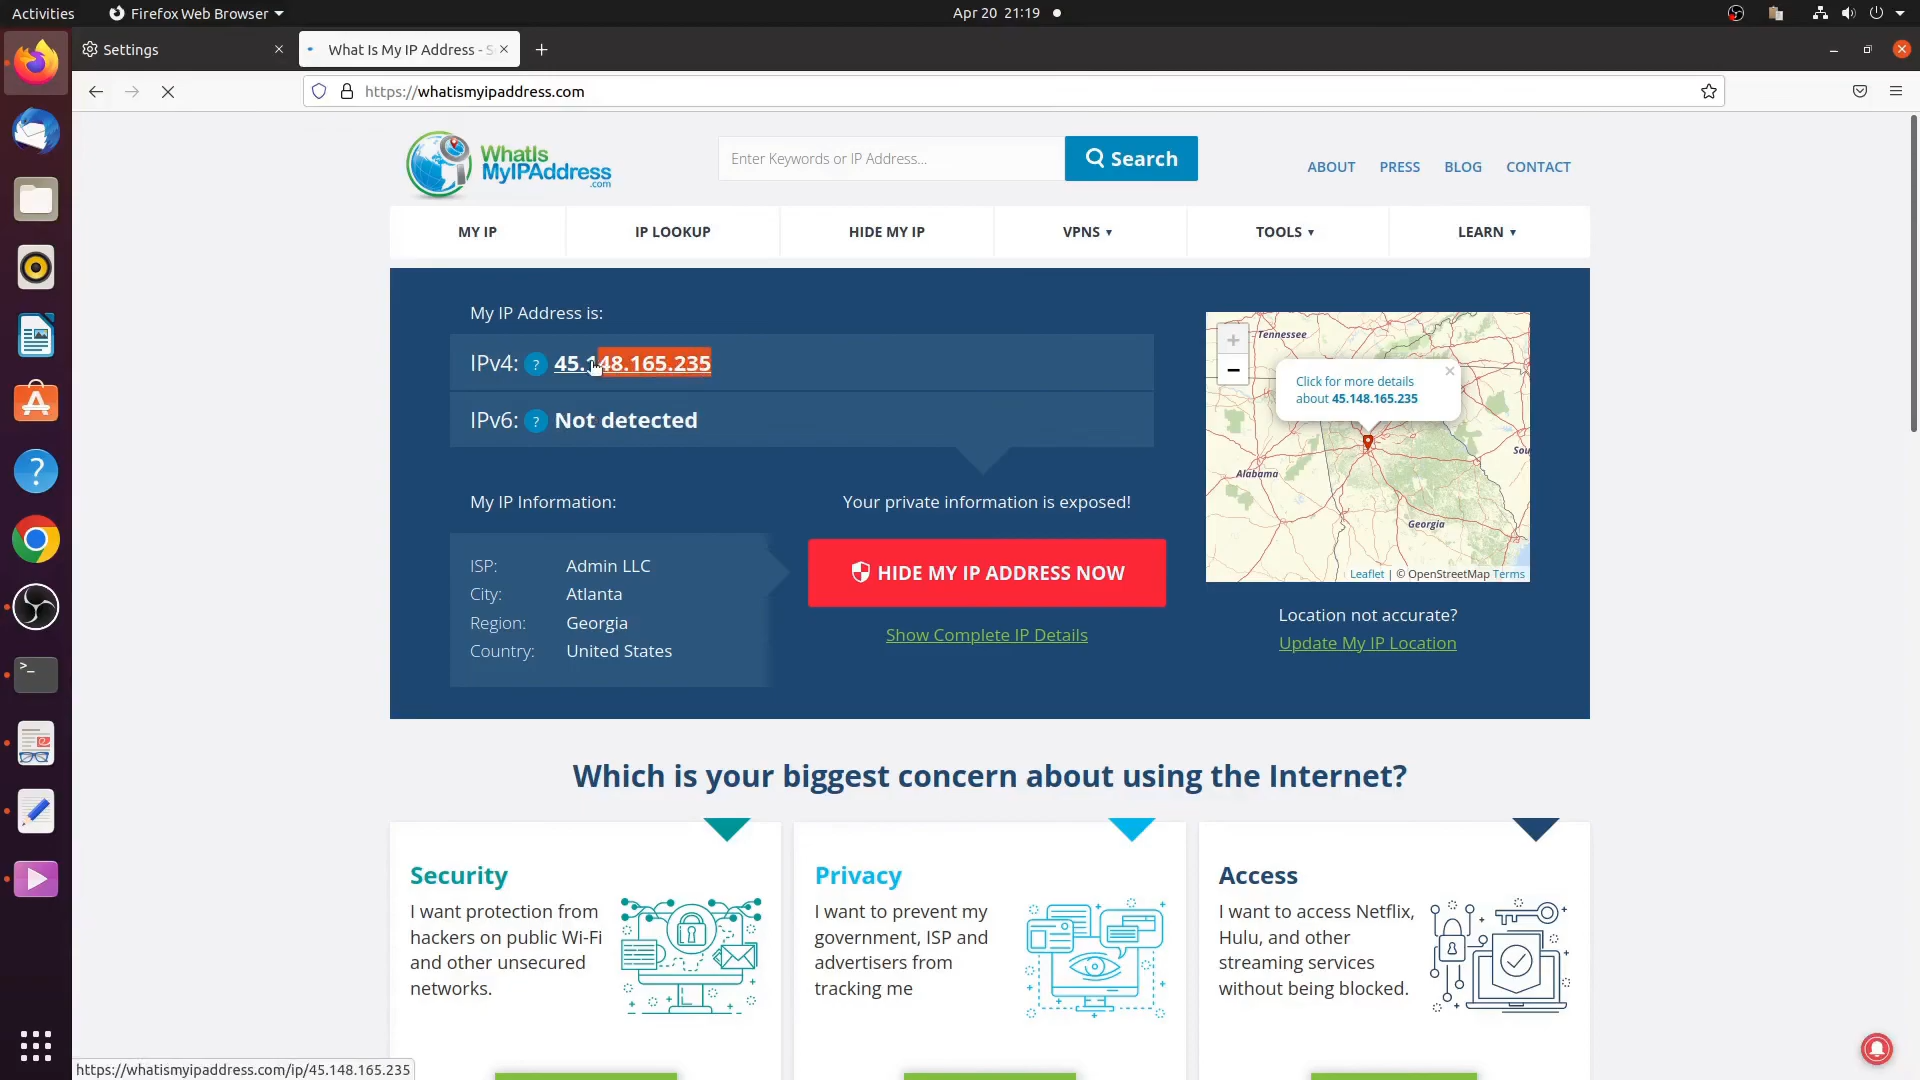 Activities
Firefox Web Browser
Apr 20 21:19
Settings
What Is My IP Address - S
https://whatismyipaddress.com
WhatIs
MyIPAddress
.com
Enter Keywords or IP Address...
Search
ABOUT
PRESS
BLOG
CONTACT
MY IP
IP LOOKUP
HIDE MY IP
VPNS
TOOLS
LEARN
My IP Address is:
IPv4: ? 45.148.165.235
IPv6: ? Not detected
My IP Information:
ISP: Admin LLC
City: Atlanta
Region: Georgia
Country: United States
Your private information is exposed!
HIDE MY IP ADDRESS NOW
Show Complete IP Details
Tennessee
Click for more details
about 45.148.165.235
Sou
Alabama
Georgia
Leaflet | © OpenStreetMap Terms
Location not accurate?
Update My IP Location
Which is your biggest concern about using the Internet?
Security
I want protection from
hackers on public Wi-Fi
and other unsecured
networks.
Privacy
I want to prevent my
government, ISP and
advertisers from
tracking me
Access
I want to access Netflix,
Hulu, and other
streaming services
without being blocked.
https://whatismyipaddress.com/ip/45.148.165.235